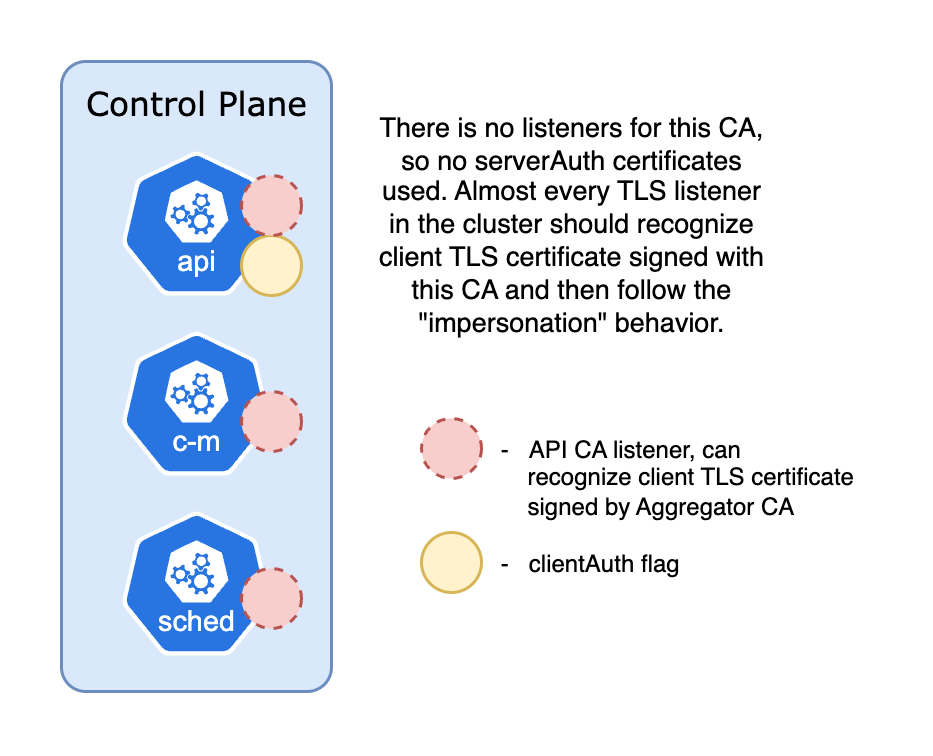 Control Plane
There is no listeners for this CA,
so no serverAuth certificates
used. Almost every TLS listener
in the cluster should recognize
client TLS certificate signed with
this CA and then follow the
"impersonation" behavior.
api
c-m
sched
- API CA listener, can
recognize client TLS certificate
signed by Aggregator CA
- clientAuth flag